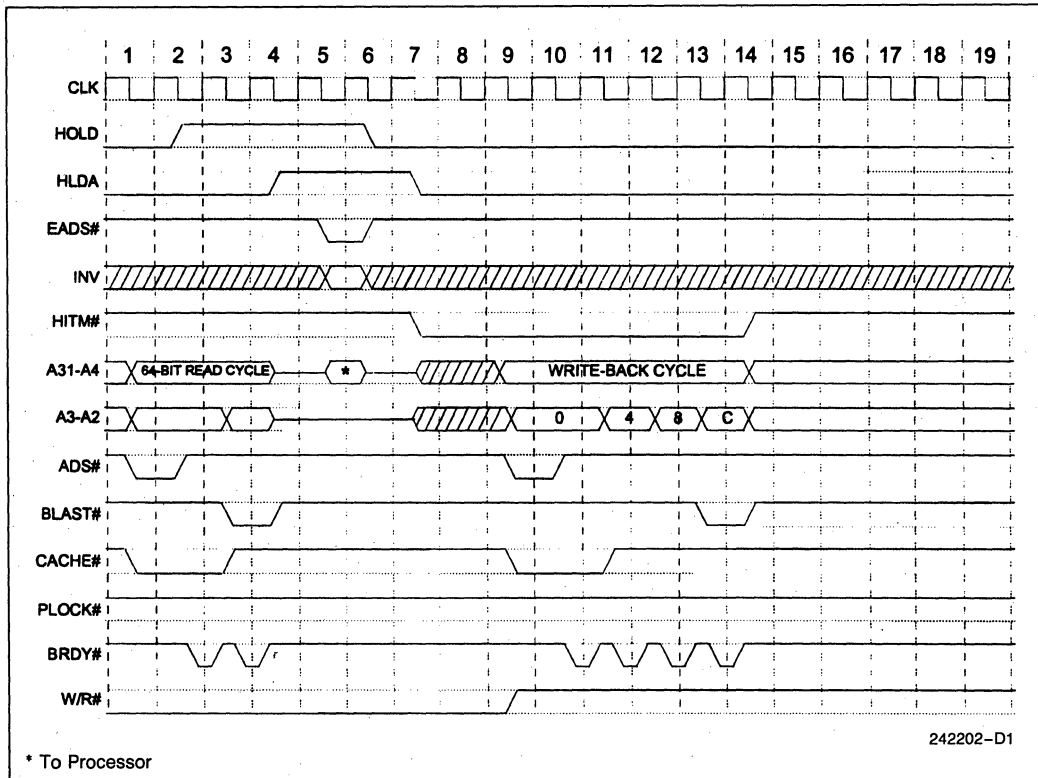 1 2 3 4 5 6 7 8 9 10 11 12 13 14 15 16 17 18 19
CLK
HOLD
HLDA
EADS#
INV
HITM#
A31-A4 64-BIT READ CYCLE * WRITE-BACK CYCLE
A3-A2 0 4 8 C
ADS#
BLAST#
CACHE#
PLOCK#
BRDY#
W/R#
242202-D1
* To Processor